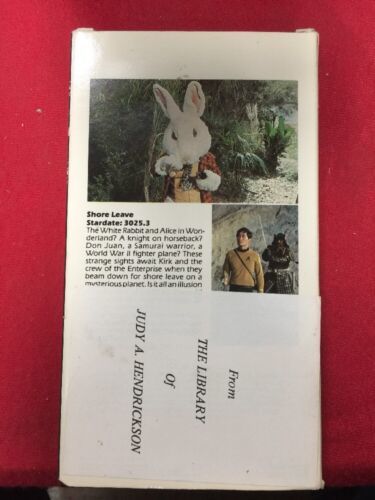 Shore Leave
Stardate: 3025.3
The White Rabbit and Alice in Won-
derland? A knight on horseback?
Don Juan, a Samurai warrior, a
World War II fighter plane? These
strange sights await Kirk and the
crew of the Enterprise when they
beam down for shore leave on a
mysterious planet. Is it all an illusion
From
THE LIBRARY
Of
JUDY A. HENDRICKSON